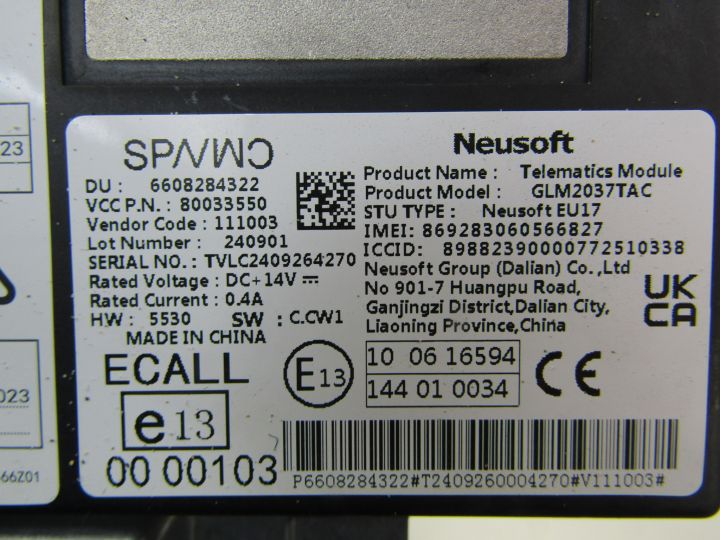 SPA/VMO
DU : 6608284322
VCC P.N. : 80033550
Vendor Code : 111003
Lot Number : 240901
SERIAL NO. : TVLC2409264270
Rated Voltage : DC+14V
Rated Current : 0.4A
HW : 5530 SW : C.CW1
MADE IN CHINA
ECALL
e13
00 00103
Neusoft
Product Name : Telematics Module
Product Model : GLM2037TAC
STU TYPE : Neusoft EU17
IMEI: 869283060566827
ICCID: 89882390000772510338
Neusoft Group (Dalian) Co.,Ltd
No 901-7 Huangpu Road,
Ganjingzi District,Dalian City,
Liaoning Province,China
UK
CA
E13
10 06 16594
144 01 0034
CE
P6608284322#T2409260004270#V111003#
23
023
66Z01